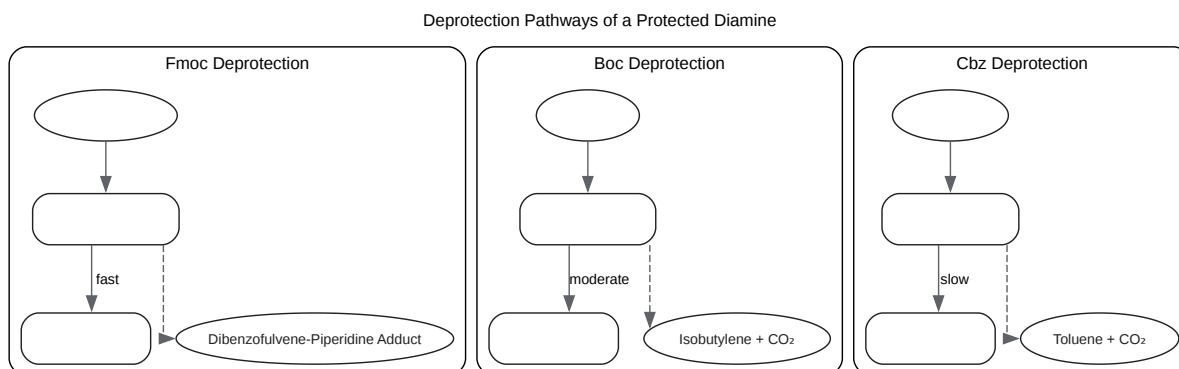 Deprotection Pathways of a Protected Diamine
Fmoc Deprotection
Boc Deprotection
Cbz Deprotection
fast
moderate
slow
Dibenzofulvene-Piperidine Adduct
Isobutylene + CO₂
Toluene + CO₂